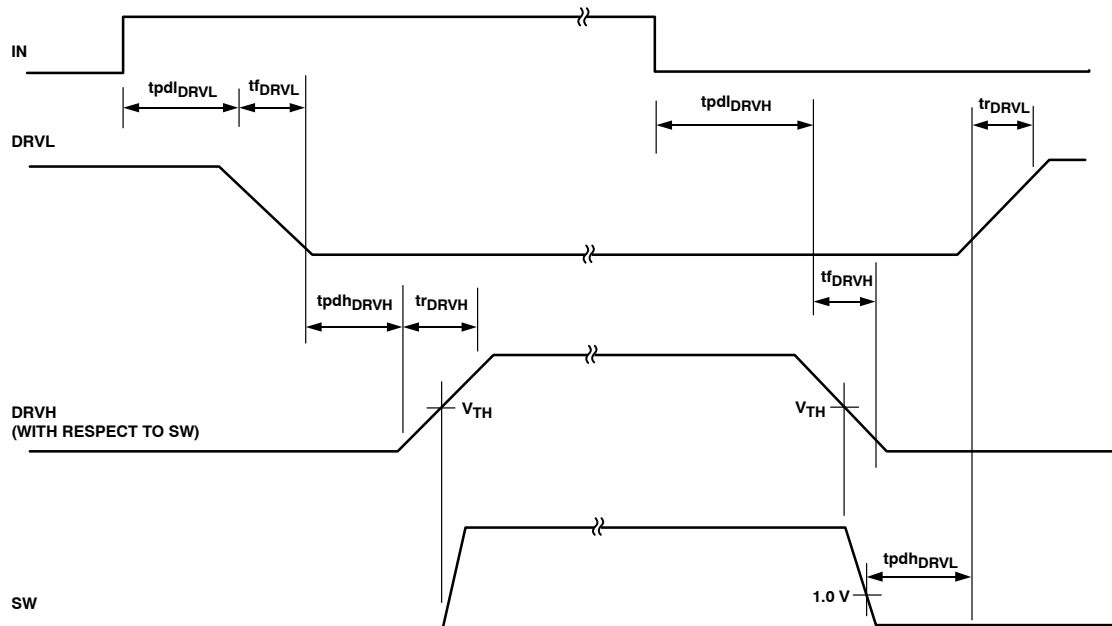 IN
tpdlDRVL
tfDRVL
tpdlDRVH
trDRVL
DRVL
tfDRVH
tpdhDRVH
trDRVH
VTH
VTH
DRVH
(WITH RESPECT TO SW)
tpdhDRVL
1.0 V
SW